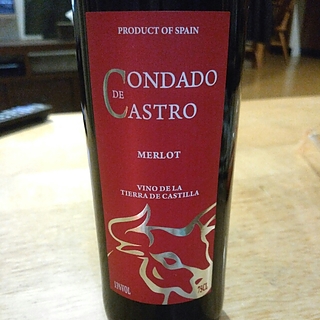 PRODUCT OF SPAIN
CONDADO
DE
CASTRO
MERLOT
VINO DE LA
TIERRA DE CASTILLA